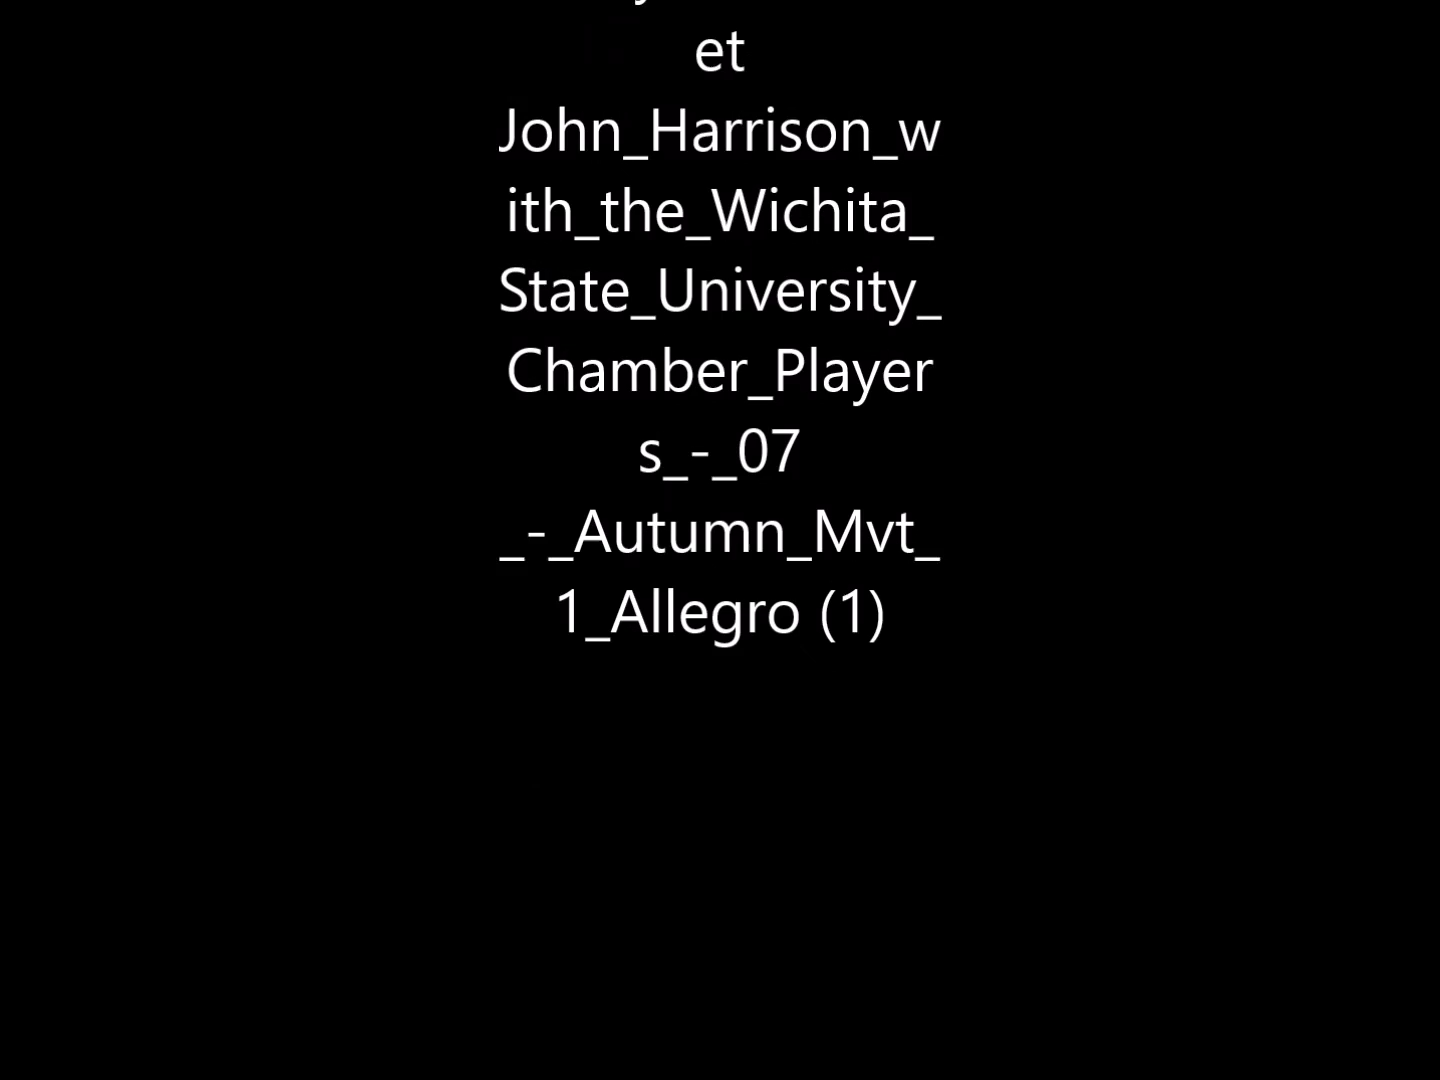 et
John_Harrison_w
ith_the_Wichita_
State_University_
Chamber_Player
s_-_07
_-_Autumn_Mvt_
1_Allegro (1)